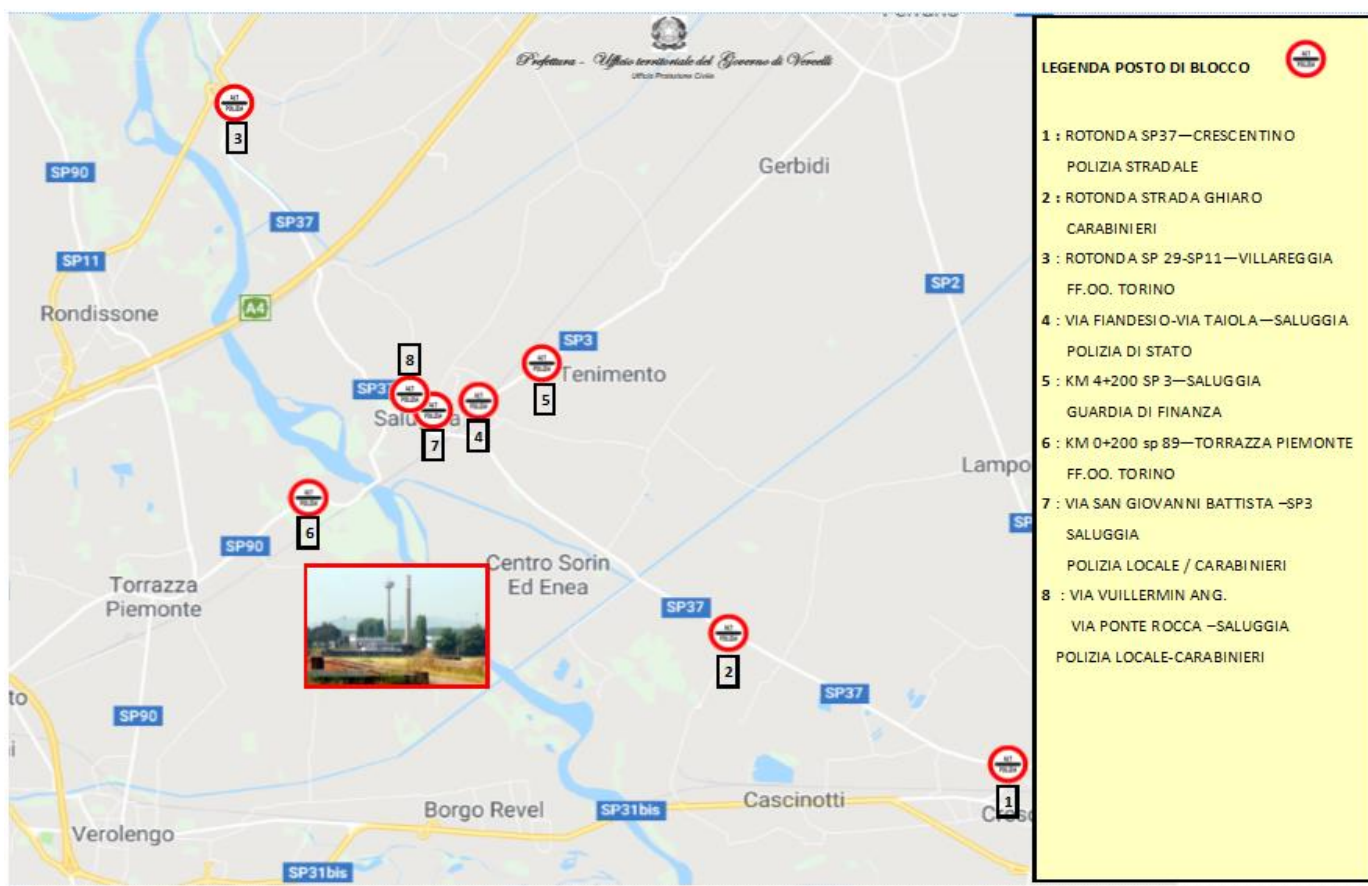 Prefettura - Ufficio territoriale del Governo di Vercelli
Ufficio Protezione Civile
3
SP90
Gerbidi
SP37
SP11
SP2
Rondissone
A4
8
SP3
Tenimento
SP37
5
7
4
Lampo
6
SP90
Centro Sorin
Ed Enea
Torrazza
Piemonte
SP37
2
to
SP90
SP37
1
Cascinotti
Borgo Revel
SP31bis
Verolengo
SP31bis
LEGENDA POSTO DI BLOCCO
ALT
POLIZIA
1 : ROTONDA SP37—CRESCENTINO
POLIZIA STRADALE
2 : ROTONDA STRADA GHIARO
CARABINIERI
3 : ROTONDA SP 29-SP11—VILLAREGGIA
FF.OO. TORINO
4 : VIA FIANDESIO-VIA TAIOLA—SALUGGIA
POLIZIA DI STATO
5 : KM 4+200 SP 3—SALUGGIA
GUARDIA DI FINANZA
6 : KM 0+200 sp 89—TORRAZZA PIEMONTE
FF.OO. TORINO
7 : VIA SAN GIOVANNI BATTISTA –SP3
SALUGGIA
POLIZIA LOCALE / CARABINIERI
8 : VIA VUILLERMIN ANG.
VIA PONTE ROCCA –SALUGGIA
POLIZIA LOCALE-CARABINIERI